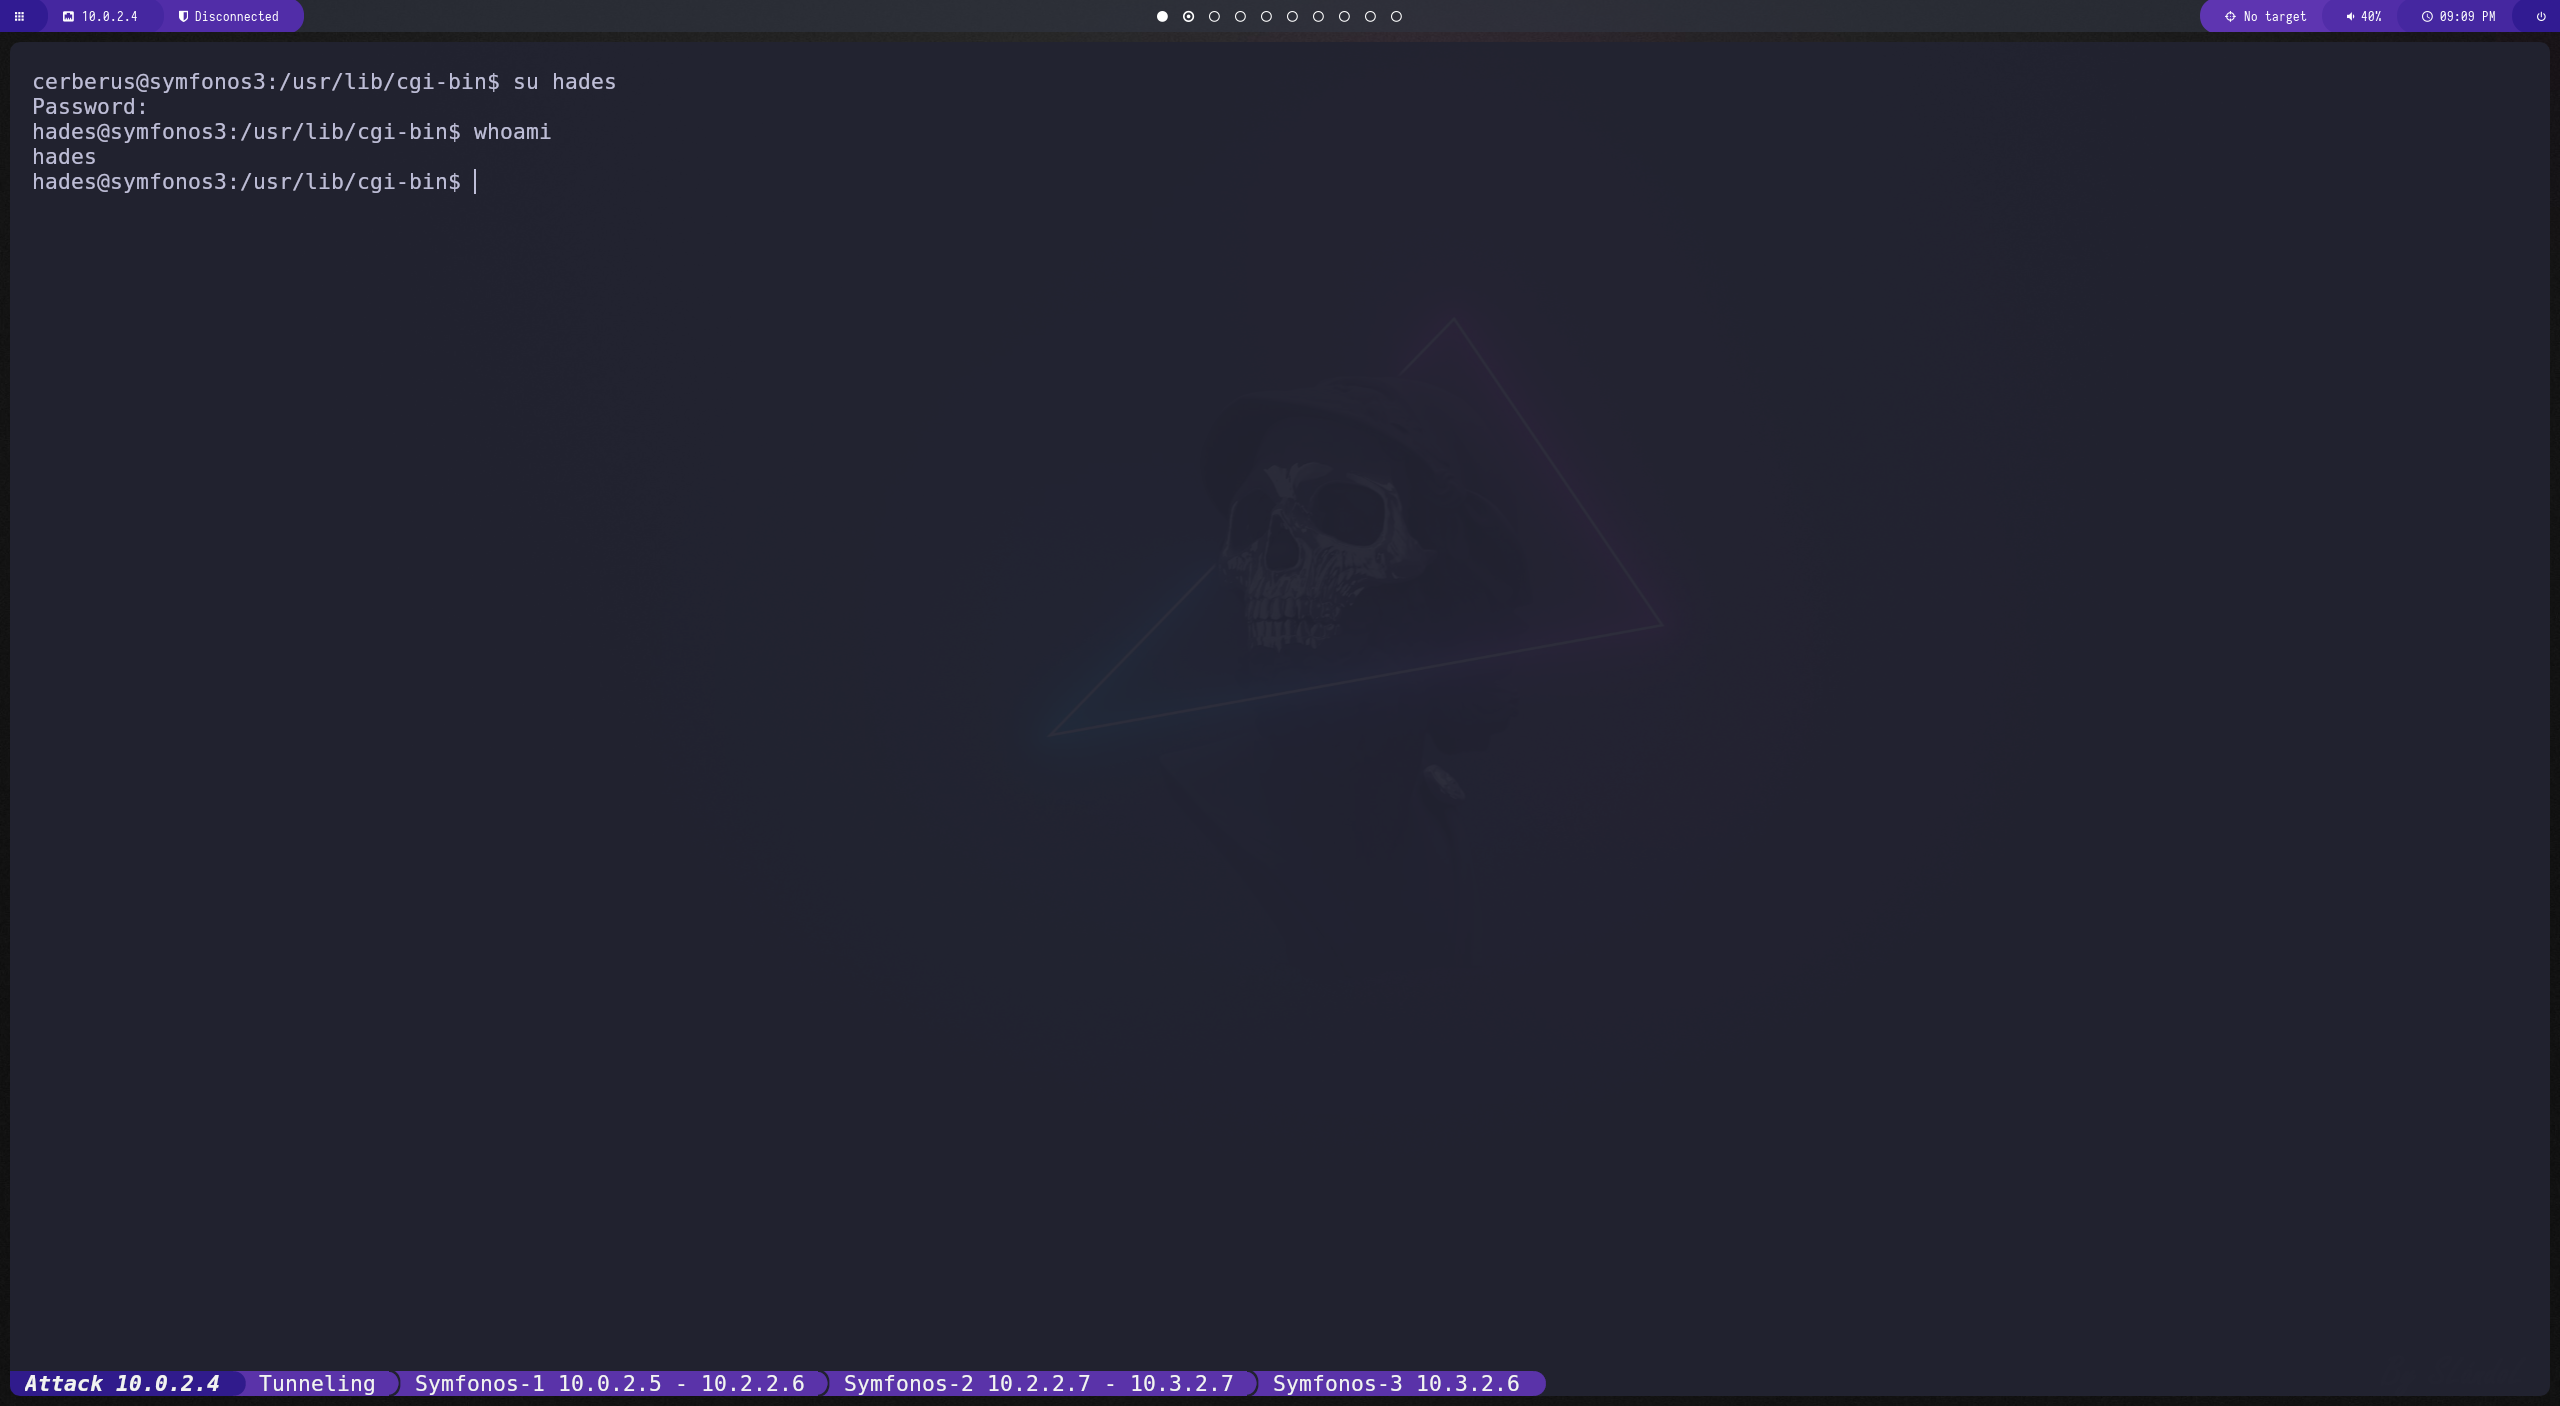 10.0.2.4 Disconnected No target 40% 09:09 PM
cerberus@symfonos3:/usr/lib/cgi-bin$ su hades
Password:
hades@symfonos3:/usr/lib/cgi-bin$ whoami
hades
hades@symfonos3:/usr/lib/cgi-bin$
Attack 10.0.2.4 Tunneling Symfonos-1 10.0.2.5 - 10.2.2.6 Symfonos-2 10.2.2.7 - 10.3.2.7 Symfonos-3 10.3.2.6